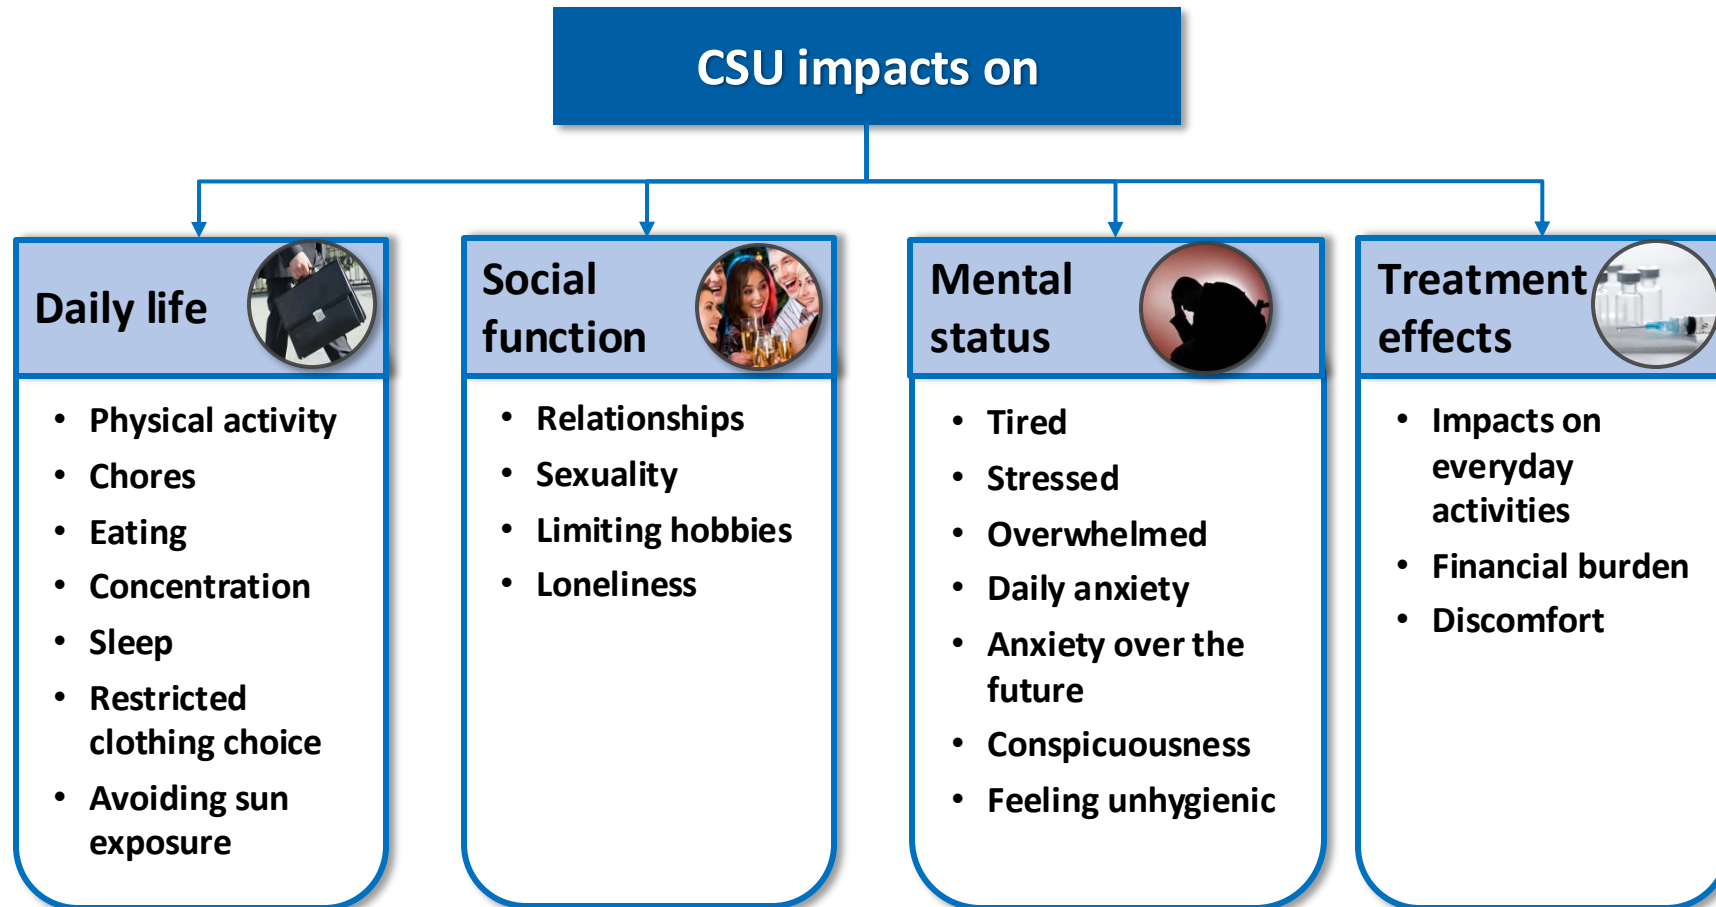 CSU impacts on
Daily life
• Physical activity
• Chores
• Eating
• Concentration
• Sleep
• Restricted
clothing choice
• Avoiding sun
exposure
Social
function
• Relationships
• Sexuality
• Limiting hobbies
• Loneliness
Mental
status
• Tired
• Stressed
• Overwhelmed
• Daily anxiety
• Anxiety over the
future
• Conspicuousness
• Feeling unhygienic
Treatment
effects
• Impacts on
everyday
activities
• Financial burden
• Discomfort